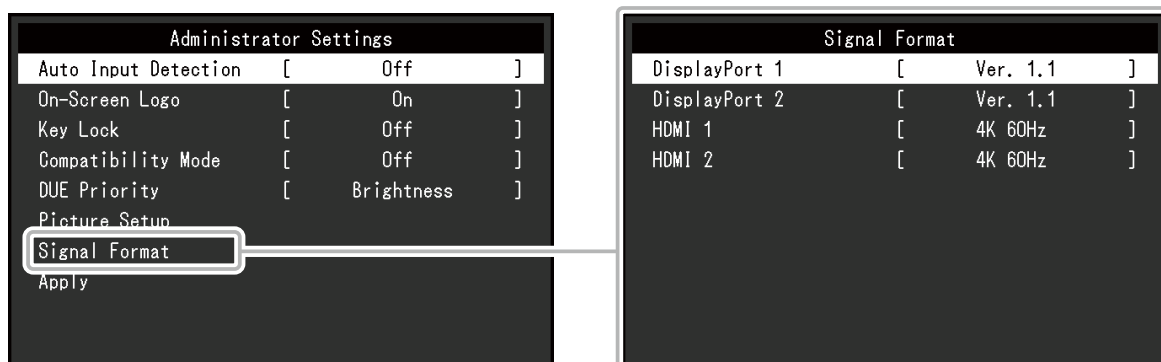 Administrator Settings
Auto Input Detection [ Off ]
On-Screen Logo [ On ]
Key Lock [ Off ]
Compatibility Mode [ Off ]
DUE Priority [ Brightness ]
Picture Setup
Signal Format
Apply
Signal Format
DisplayPort 1 [ Ver. 1.1 ]
DisplayPort 2 [ Ver. 1.1 ]
HDMI 1 [ 4K 60Hz ]
HDMI 2 [ 4K 60Hz ]